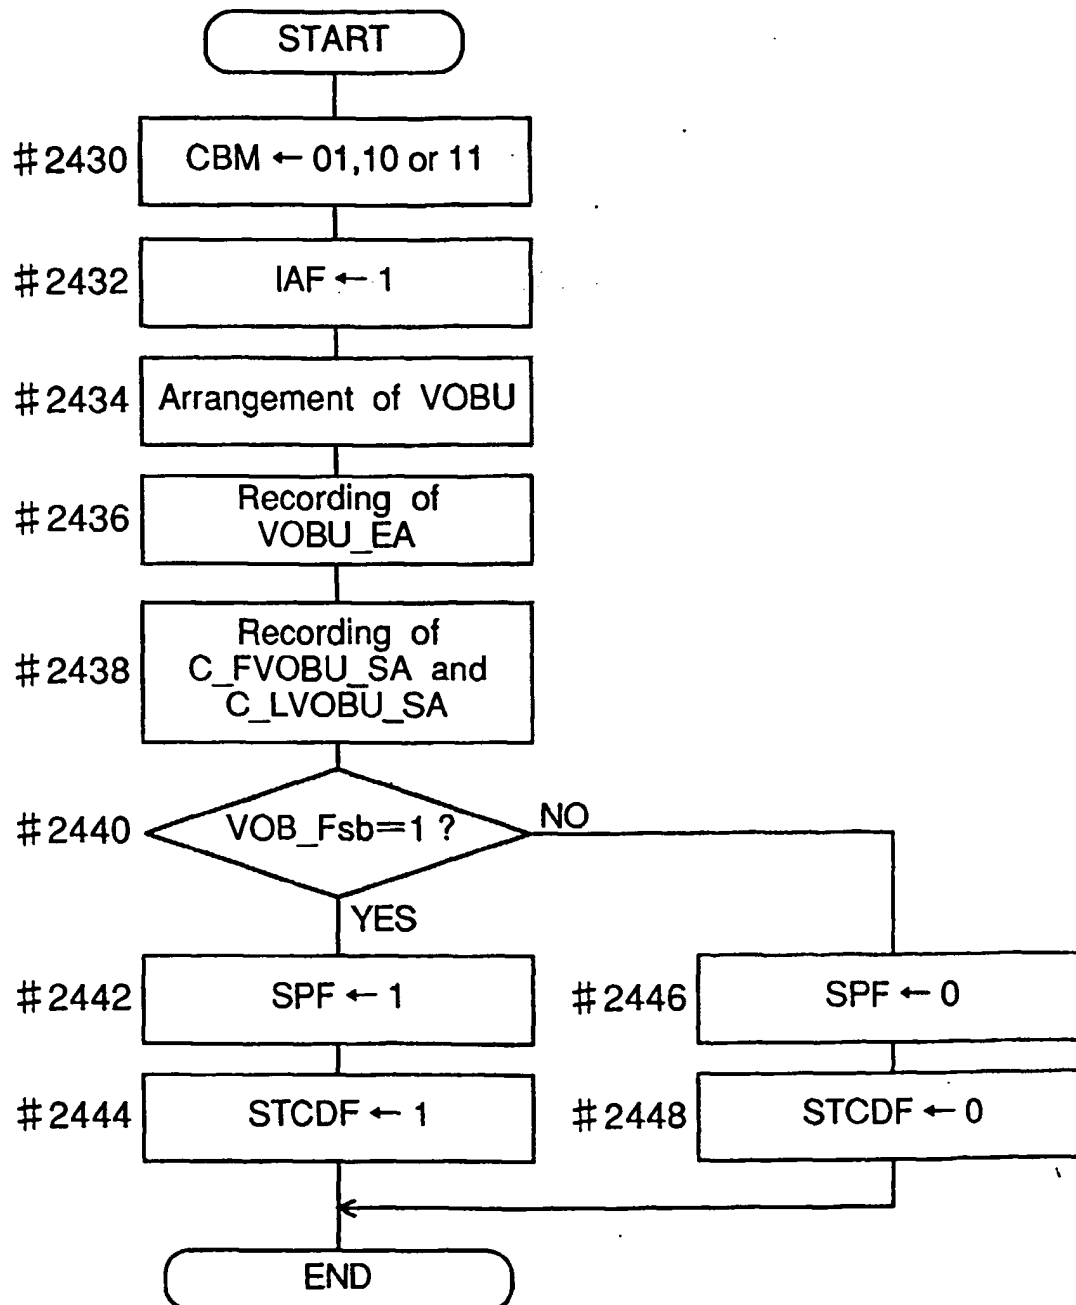 START
#2430 CBM ← 01,10 or 11
#2432 IAF ← 1
#2434 Arrangement of VOBU
#2436 Recording of
VOBU_EA
#2438 Recording of
C_FVOBU_SA and
C_LVOBU_SA
#2440 VOB_Fsb=1 ? NO
YES
#2442 SPF ← 1 #2446 SPF ← 0
#2444 STCDF ← 1 #2448 STCDF ← 0
END